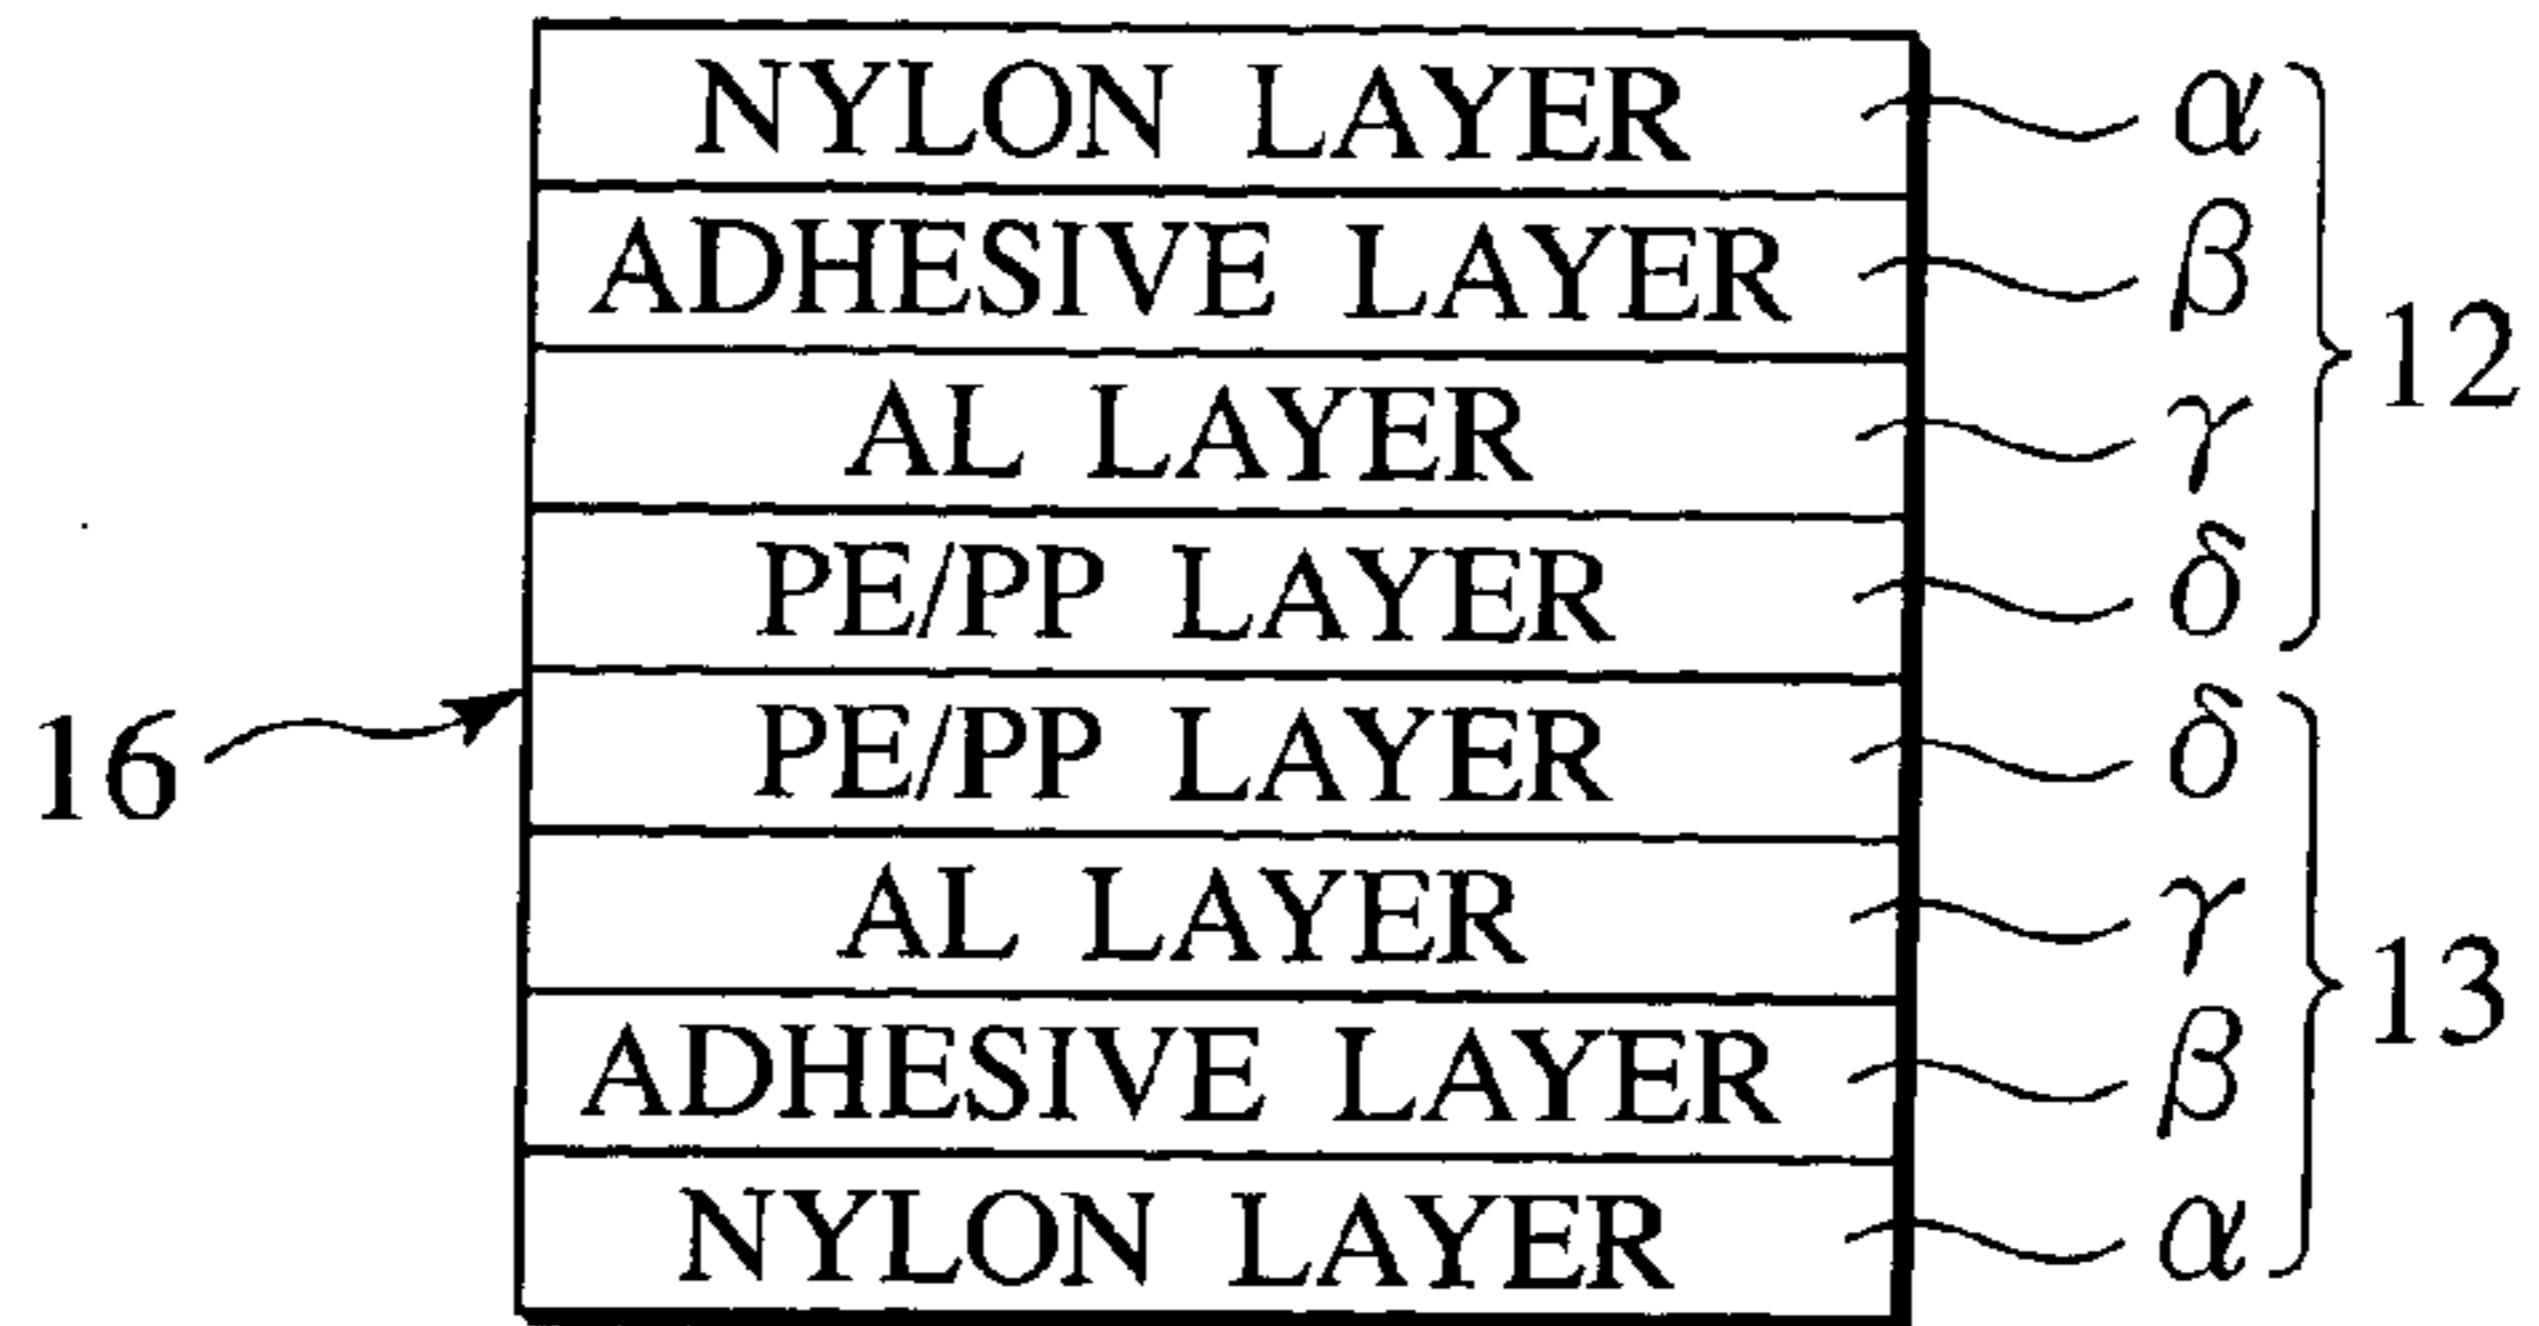 NYLON LAYER α
ADHESIVE LAYER β
12
AL LAYER γ
PE/PP LAYER δ
16
PE/PP LAYER δ
AL LAYER γ
13
ADHESIVE LAYER β
NYLON LAYER α